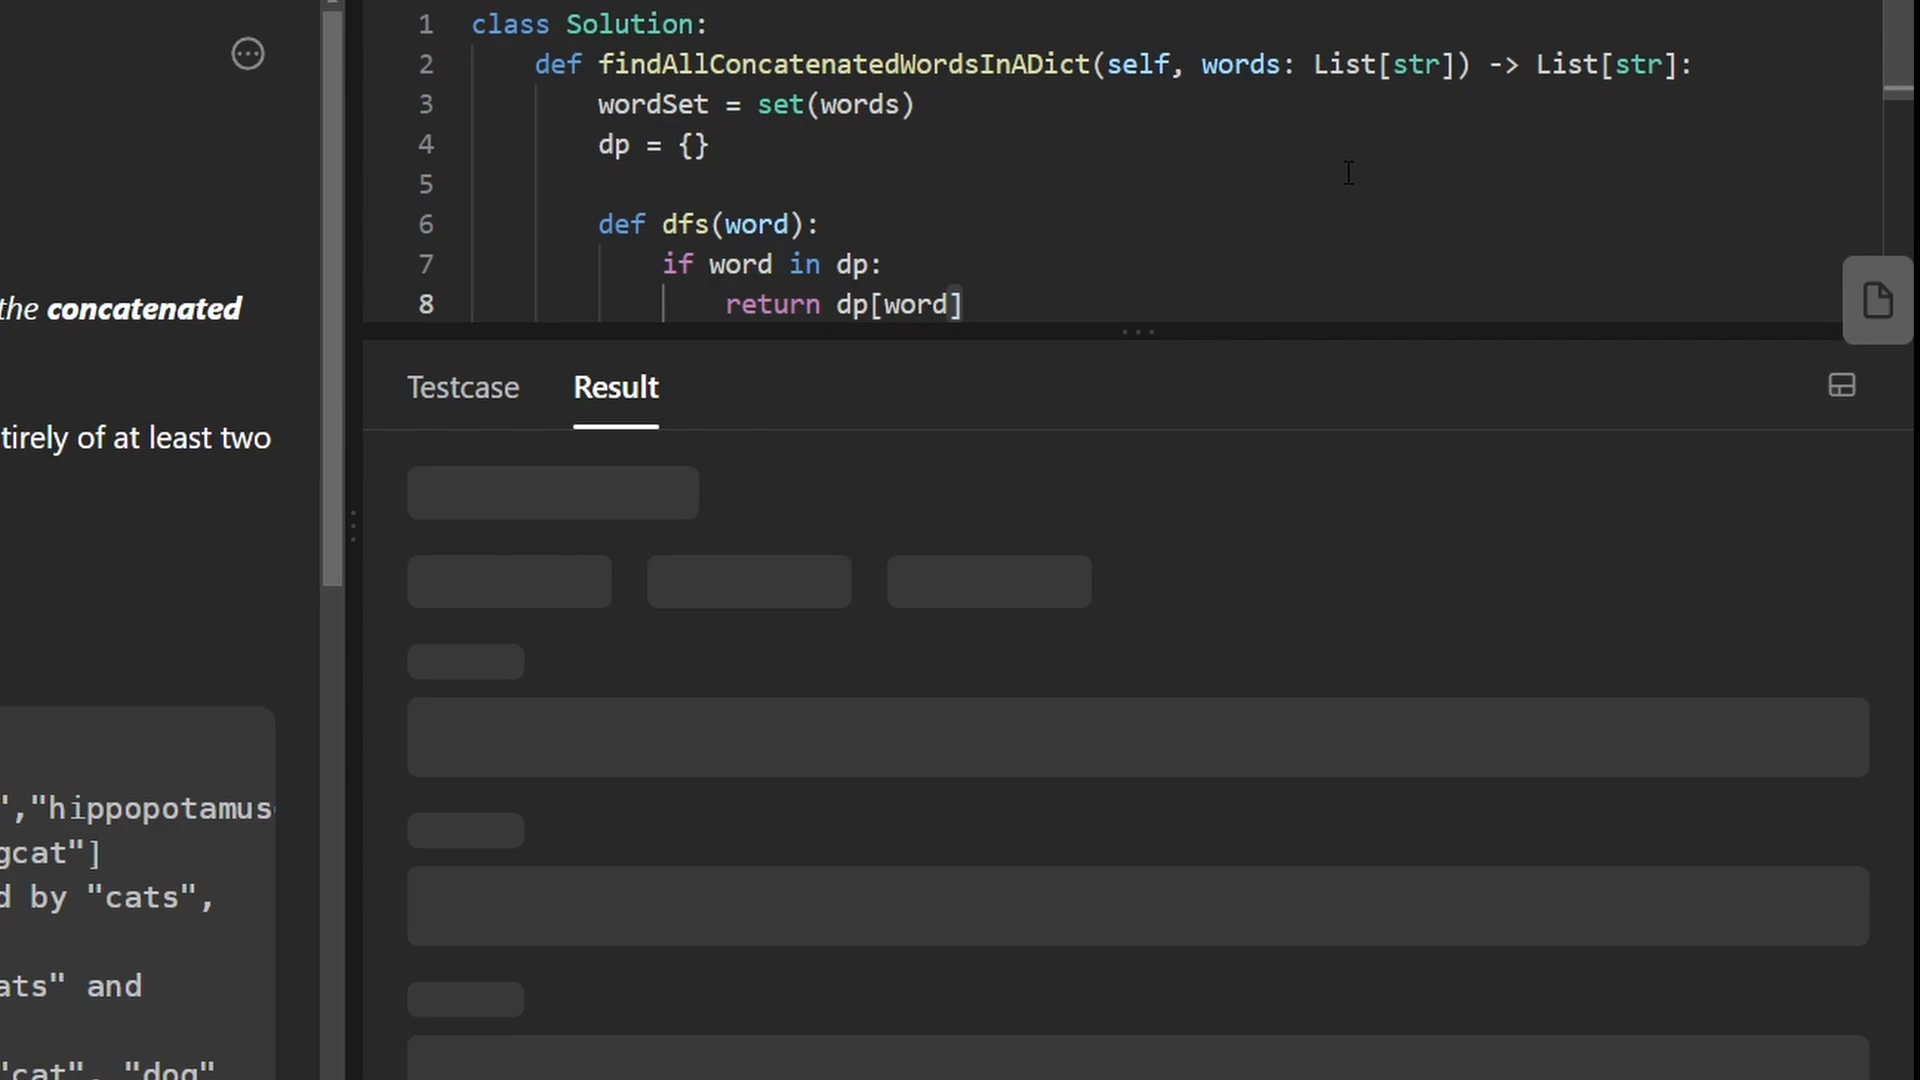 the concatenated
tirely of at least two
","hippopotamus
gcat"]
d by "cats",
ats" and
"cat", "dog"
1 class Solution:
2 def findAllConcatenatedWordsInADict(self, words: List[str]) -> List[str]:
3 wordSet = set(words)
4 dp = {}
5
6 def dfs(word):
7 if word in dp:
8 return dp[word]
Testcase Result